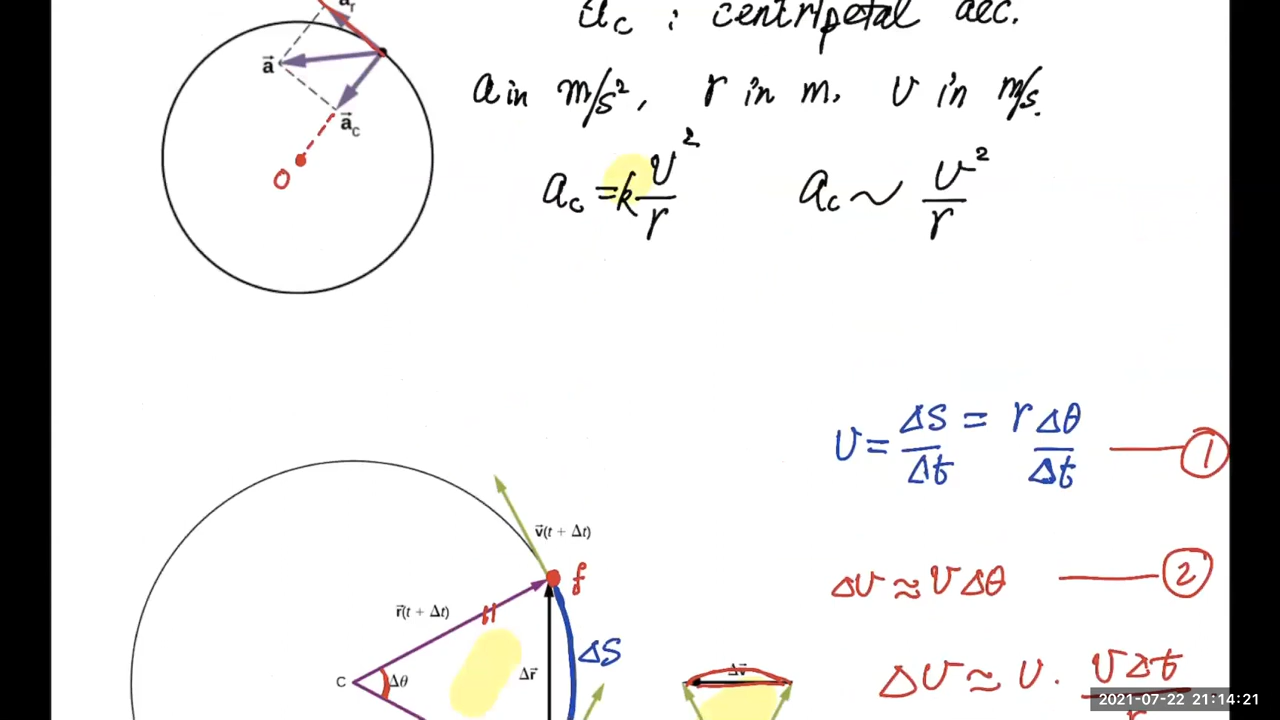 a_c : centripetal acc.
a⃗
a⃗_c
O
a in m/s², r in m. v in m/s.
a_c = k v²/r
a_c ~ v²/r
v = ΔS/Δt = rΔθ/Δt — ①
v⃗(t + Δt)
f
Δv ≈ vΔθ — ②
r⃗(t + Δt)
ΔS
C
Δθ
Δr⃗
Δv⃗
Δv ≈ v · vΔt/r
2021-07-22 21:14:21